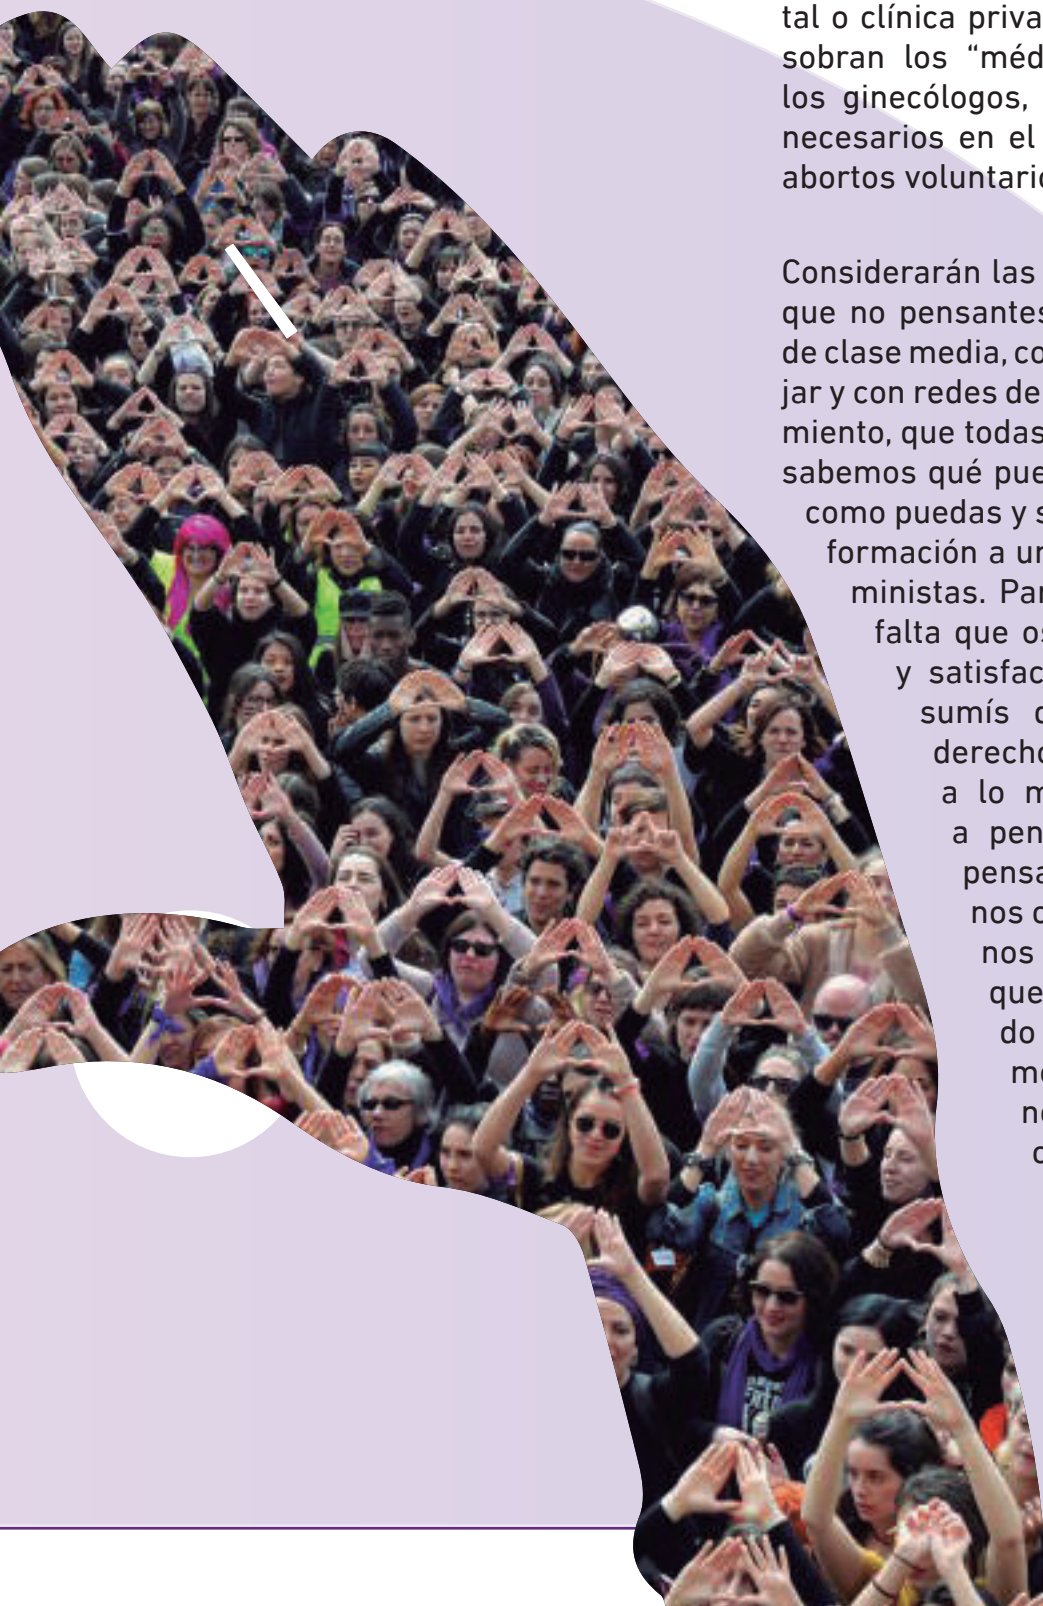 tal o clínica priva
sobran los “méd
los ginecólogos,
necesarios en el
abortos voluntario
Considerarán las
que no pensantes
de clase media, co
jar y con redes de
miento, que todas
sabemos qué pue
como puedas y s
formación a un
ministas. Par
falta que os
y satisfac
sumís c
derecho
a lo m
a pen
pensa
nos c
nos
que
do
me
ne
c